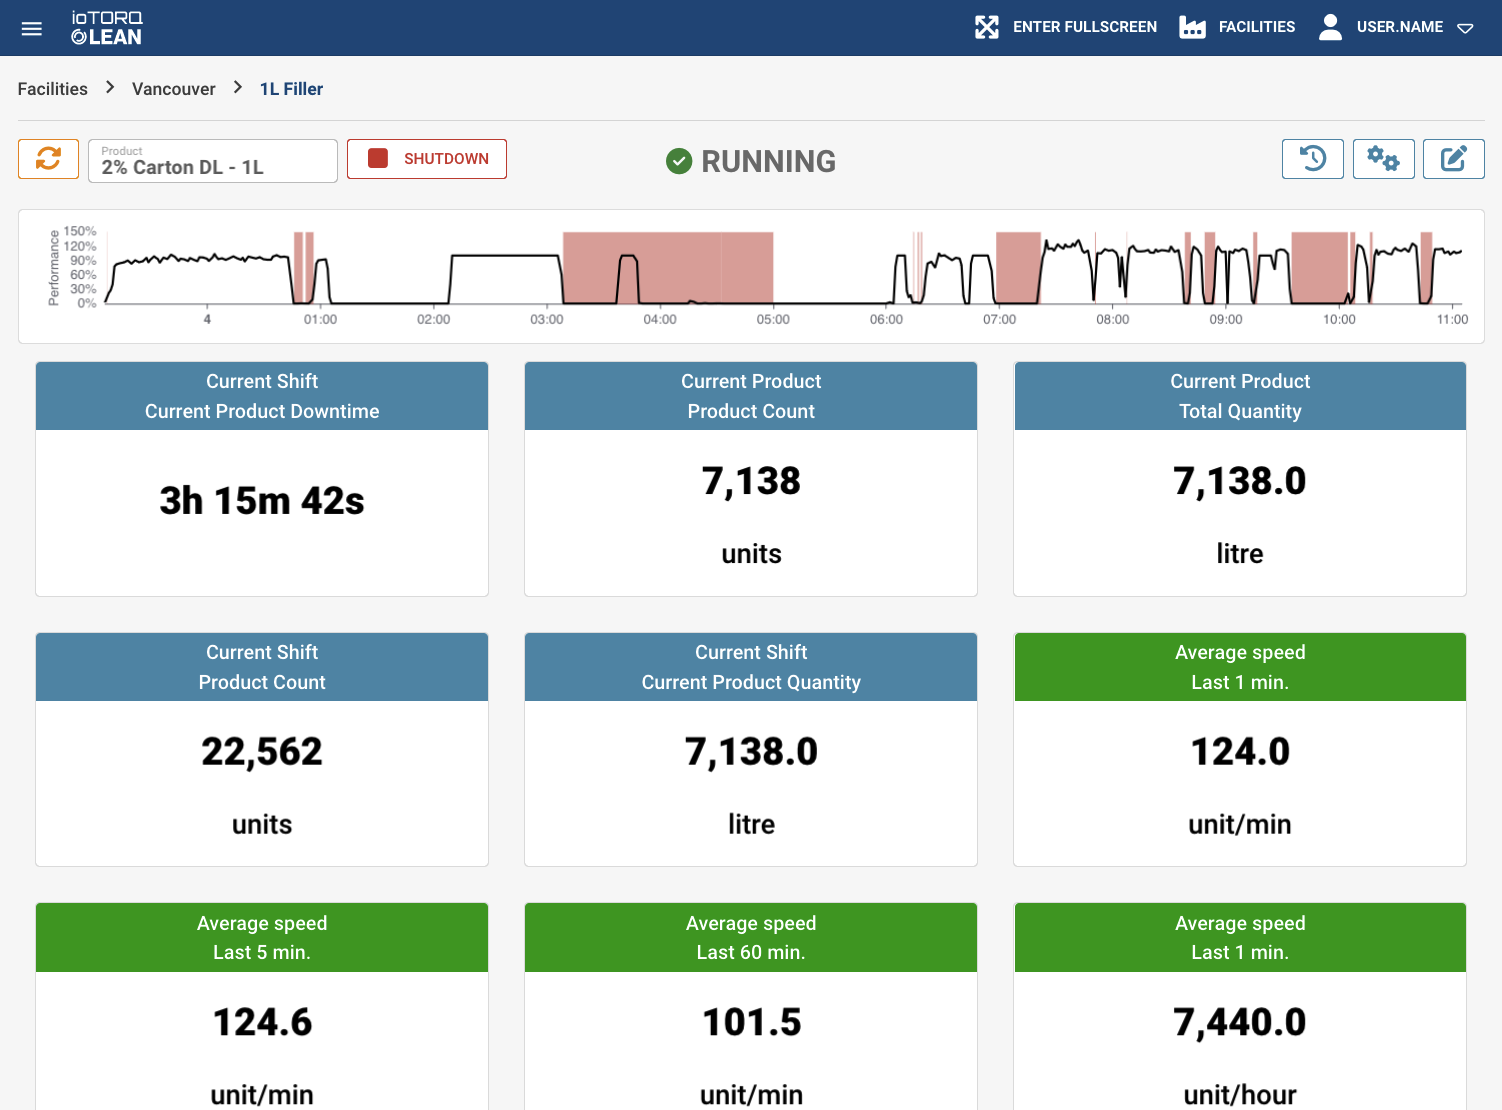 ioTORQ
LEAN
ENTER FULLSCREEN
FACILITIES
USER.NAME
Facilities
Vancouver
1L Filler
Product
2% Carton DL - 1L
SHUTDOWN
RUNNING
Performance
150%
120%
90%
60%
30%
0%
4
01:00
02:00
03:00
04:00
05:00
06:00
07:00
08:00
09:00
10:00
11:00
Current Shift
Current Product Downtime
3h 15m 42s
Current Product
Product Count
7,138
units
Current Product
Total Quantity
7,138.0
litre
Current Shift
Product Count
22,562
units
Current Shift
Current Product Quantity
7,138.0
litre
Average speed
Last 1 min.
124.0
unit/min
Average speed
Last 5 min.
124.6
unit/min
Average speed
Last 60 min.
101.5
unit/min
Average speed
Last 1 min.
7,440.0
unit/hour